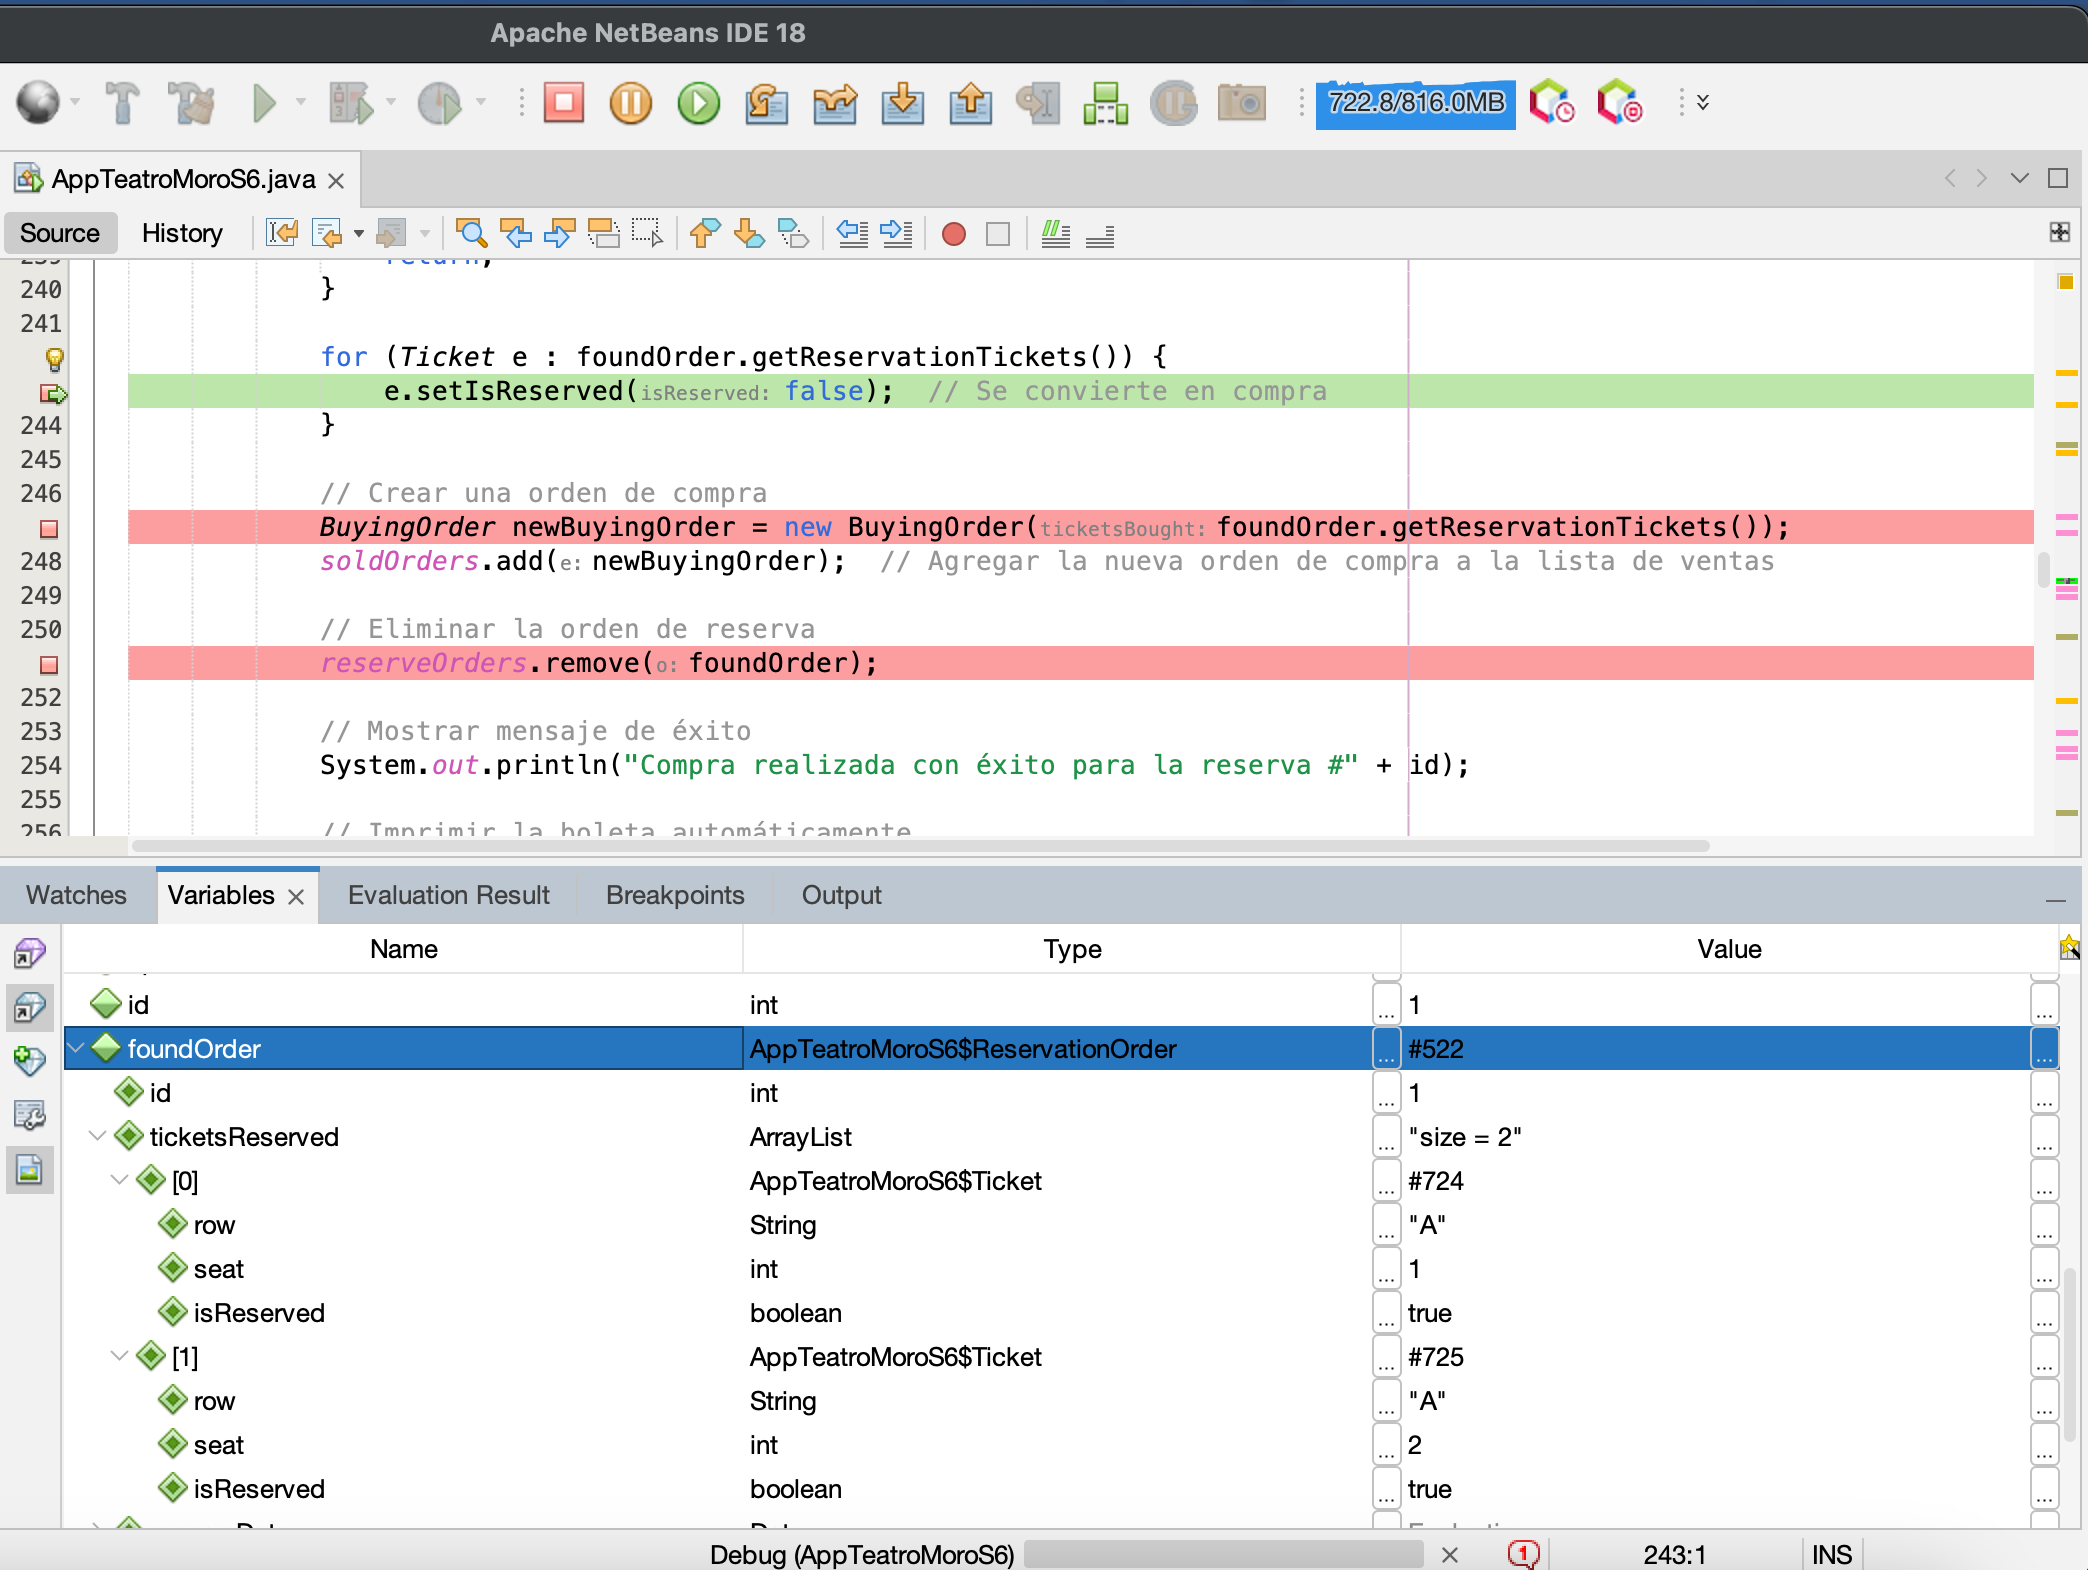 Apache NetBeans IDE 18
722.8/816.0MB
AppTeatroMoroS6.java
Source History
240 }
241
for (Ticket e : foundOrder.getReservationTickets()) {
e.setIsReserved(isReserved: false); // Se convierte en compra
244 }
245
246 // Crear una orden de compra
BuyingOrder newBuyingOrder = new BuyingOrder(ticketsBought: foundOrder.getReservationTickets());
248 soldOrders.add(e: newBuyingOrder); // Agregar la nueva orden de compra a la lista de ventas
249
250 // Eliminar la orden de reserva
reserveOrders.remove(o: foundOrder);
252
253 // Mostrar mensaje de éxito
254 System.out.println("Compra realizada con éxito para la reserva #" + id);
255
256 // Imprimir la boleta automáticamente
Watches Variables Evaluation Result Breakpoints Output
Name Type Value
id int ... 1 ...
foundOrder AppTeatroMoroS6$ReservationOrder ... #522 ...
id int ... 1 ...
ticketsReserved ArrayList ... "size = 2" ...
[0] AppTeatroMoroS6$Ticket ... #724 ...
row String ... "A" ...
seat int ... 1 ...
isReserved boolean ... true ...
[1] AppTeatroMoroS6$Ticket ... #725 ...
row String ... "A" ...
seat int ... 2 ...
isReserved boolean ... true ...
Debug (AppTeatroMoroS6) 1 243:1 INS